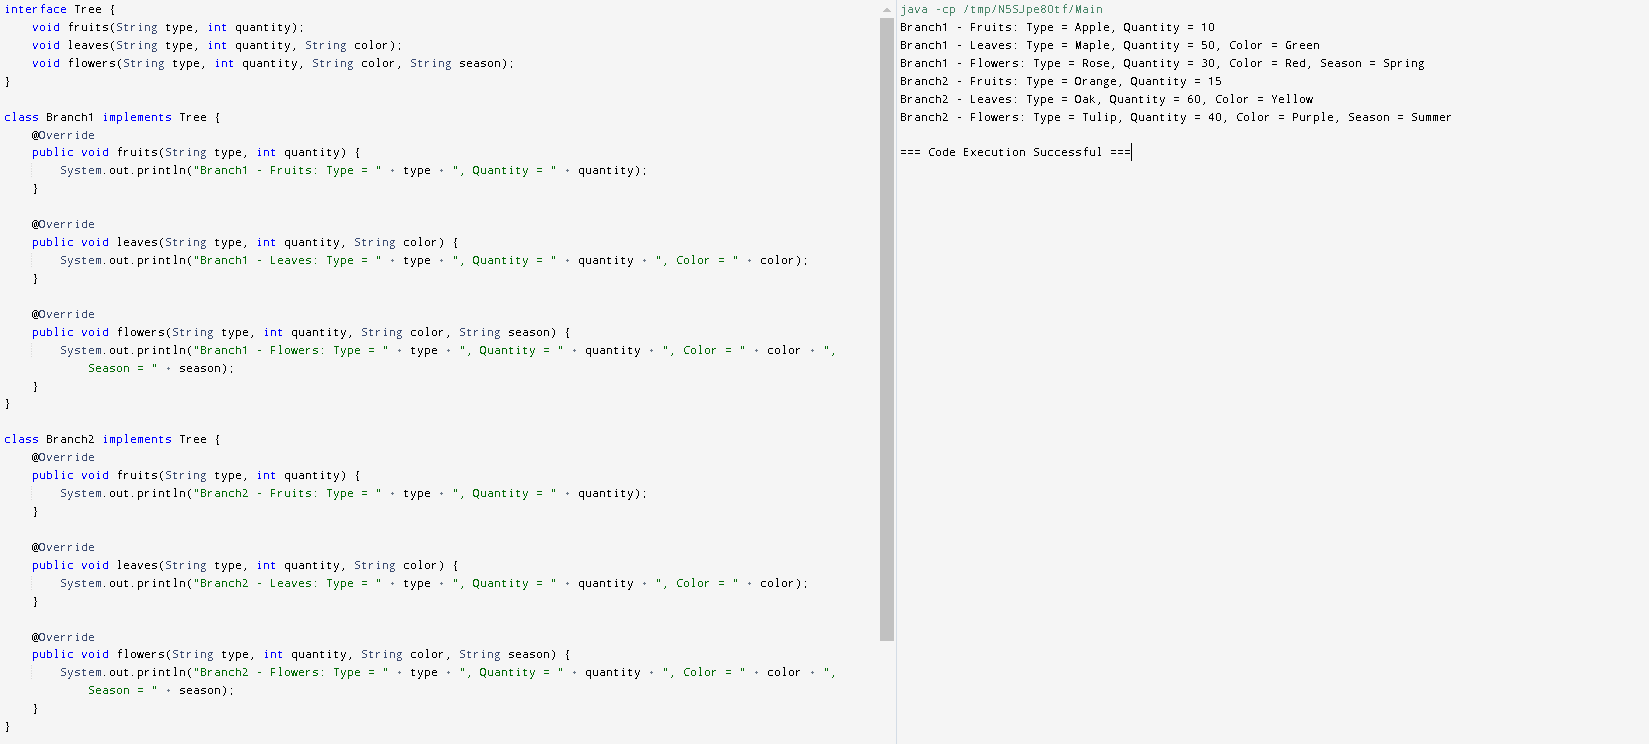 interface Tree {
    void fruits(String type, int quantity);
    void leaves(String type, int quantity, String color);
    void flowers(String type, int quantity, String color, String season);
}

class Branch1 implements Tree {
    @Override
    public void fruits(String type, int quantity) {
        System.out.println("Branch1 - Fruits: Type = " + type + ", Quantity = " + quantity);
    }

    @Override
    public void leaves(String type, int quantity, String color) {
        System.out.println("Branch1 - Leaves: Type = " + type + ", Quantity = " + quantity + ", Color = " + color);
    }

    @Override
    public void flowers(String type, int quantity, String color, String season) {
        System.out.println("Branch1 - Flowers: Type = " + type + ", Quantity = " + quantity + ", Color = " + color + ",
            Season = " + season);
    }
}

class Branch2 implements Tree {
    @Override
    public void fruits(String type, int quantity) {
        System.out.println("Branch2 - Fruits: Type = " + type + ", Quantity = " + quantity);
    }

    @Override
    public void leaves(String type, int quantity, String color) {
        System.out.println("Branch2 - Leaves: Type = " + type + ", Quantity = " + quantity + ", Color = " + color);
    }

    @Override
    public void flowers(String type, int quantity, String color, String season) {
        System.out.println("Branch2 - Flowers: Type = " + type + ", Quantity = " + quantity + ", Color = " + color + ",
            Season = " + season);
    }
}
java -cp /tmp/N5SJpe8Otf/Main
Branch1 - Fruits: Type = Apple, Quantity = 10
Branch1 - Leaves: Type = Maple, Quantity = 50, Color = Green
Branch1 - Flowers: Type = Rose, Quantity = 30, Color = Red, Season = Spring
Branch2 - Fruits: Type = Orange, Quantity = 15
Branch2 - Leaves: Type = Oak, Quantity = 60, Color = Yellow
Branch2 - Flowers: Type = Tulip, Quantity = 40, Color = Purple, Season = Summer

=== Code Execution Successful ===